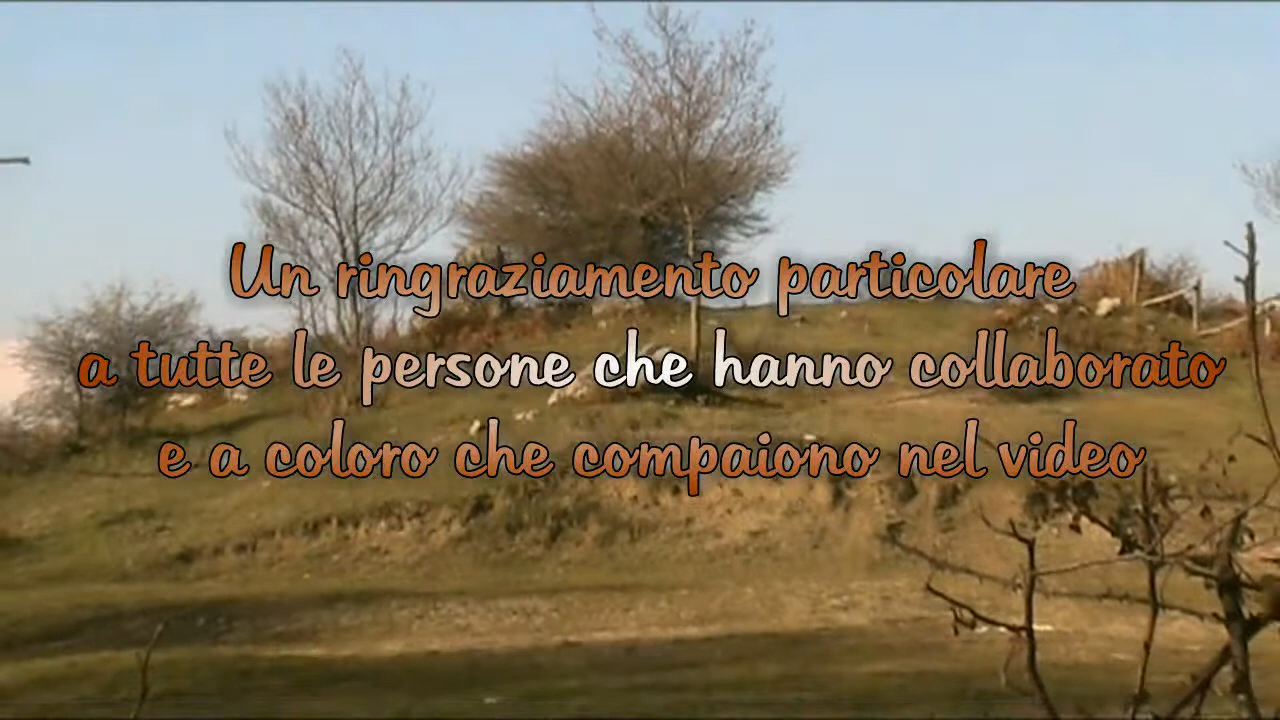 Un ringraziamento particolare
a tutte le persone che hanno collaborato
e a coloro che compaiono nel video